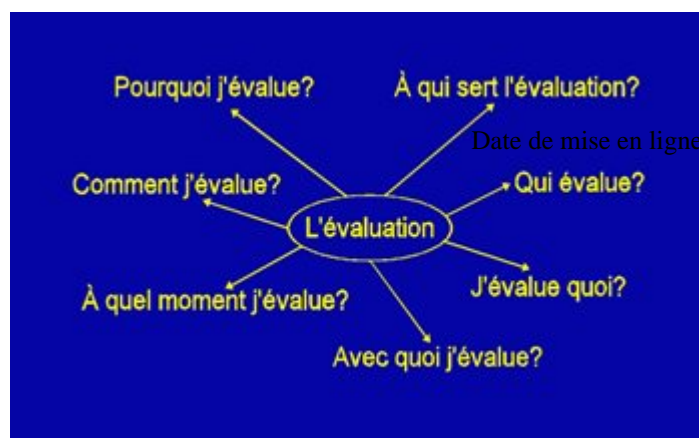 Pourquoi j'évalue?
À qui sert l'évaluation?
Date de mise en ligne
Comment j'évalue?
Qui évalue?
L'évaluation
À quel moment j'évalue?
J'évalue quoi?
Avec quoi j'évalue?